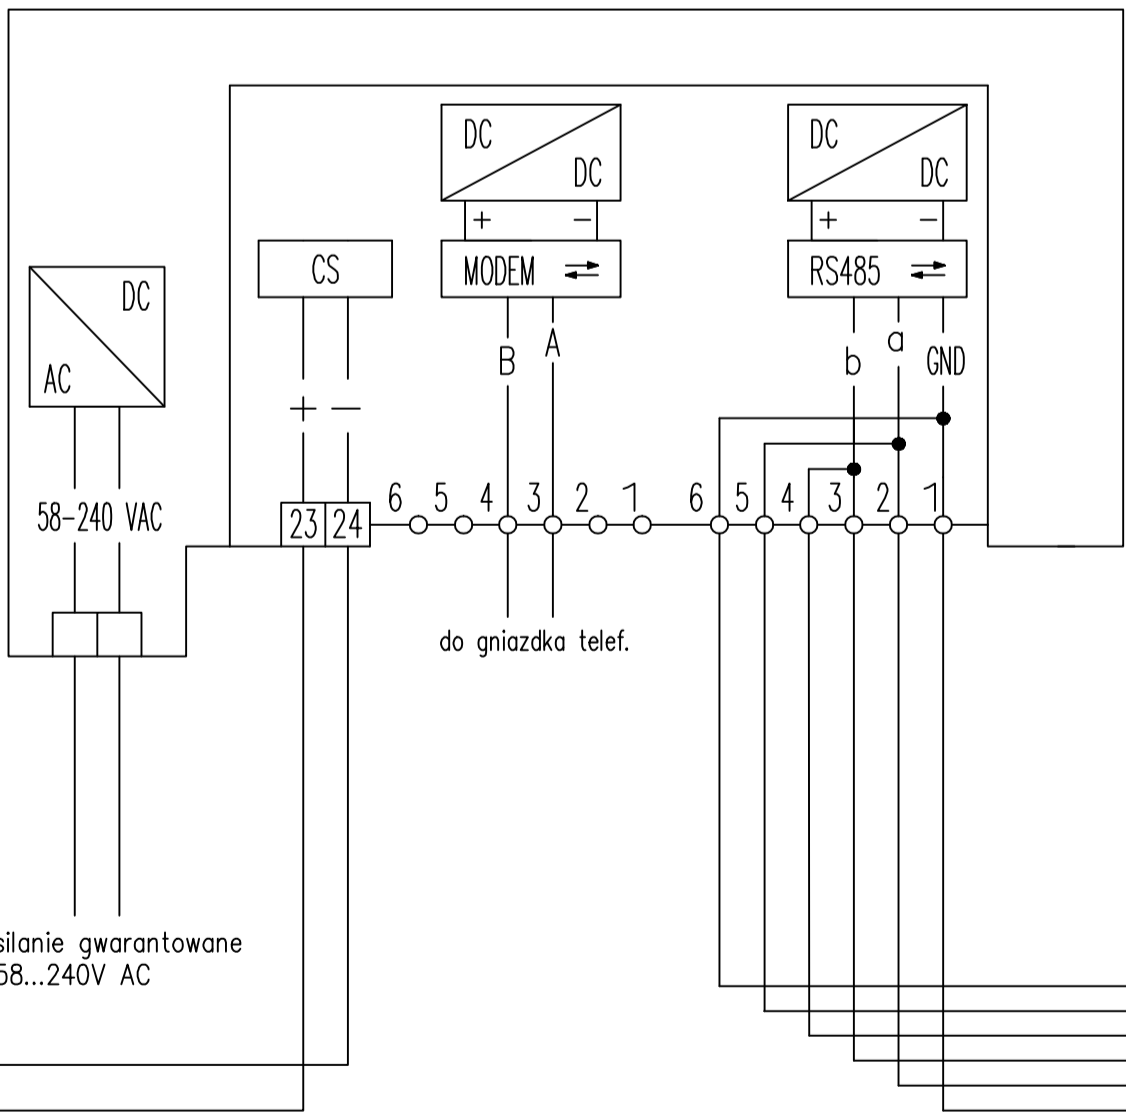 DC
DC
DC
DC
+ −
+ −
CS
MODEM
RS485
DC
AC
B
A
b
a
GND
+ −
58-240 VAC
23 24
6 5 4 3 2 1
6 5 4 3 2 1
do gniazdka telef.
silanie gwarantowane
58...240V AC